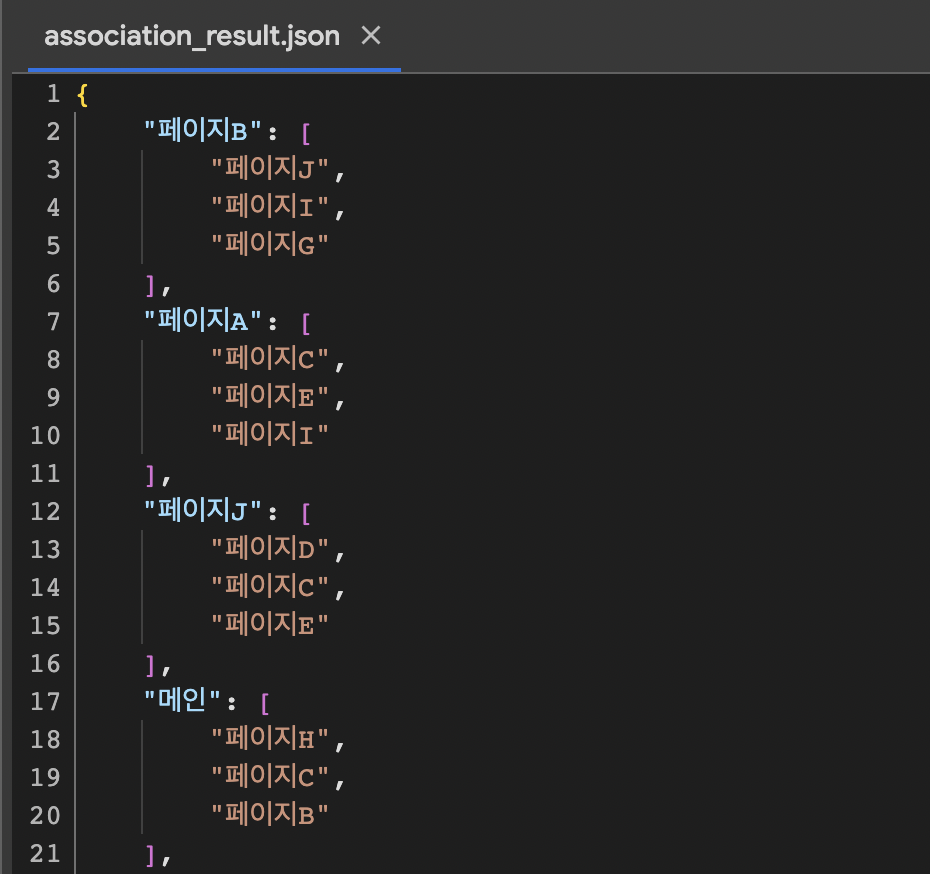 association_result.json ×
1 {
2     "페이지B": [
3         "페이지J",
4         "페이지I",
5         "페이지G"
6     ],
7     "페이지A": [
8         "페이지C",
9         "페이지E",
10         "페이지I"
11     ],
12     "페이지J": [
13         "페이지D",
14         "페이지C",
15         "페이지E"
16     ],
17     "메인": [
18         "페이지H",
19         "페이지C",
20         "페이지B"
21     ],